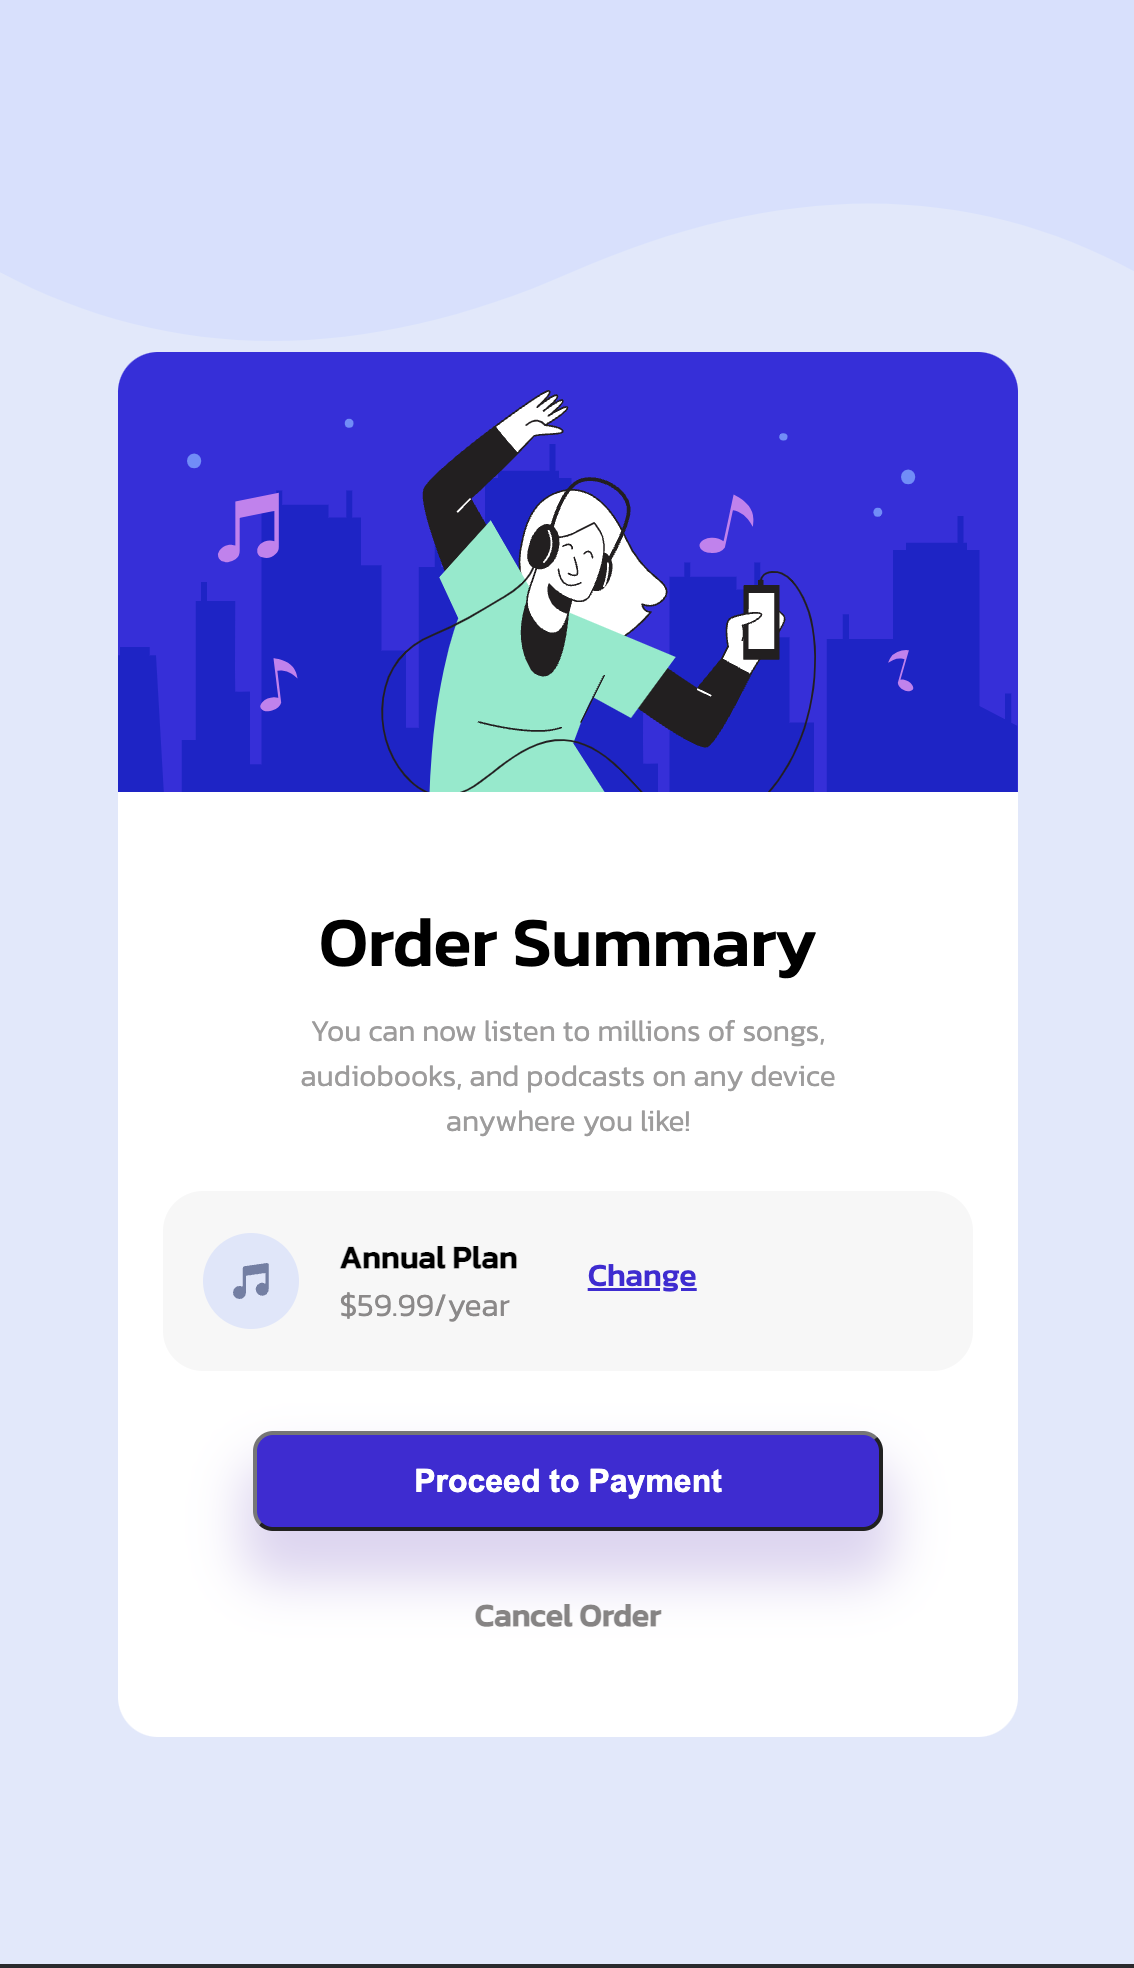 Order Summary
You can now listen to millions of songs,
audiobooks, and podcasts on any device
anywhere you like!
Annual Plan
$59.99/year
Change
Proceed to Payment
Cancel Order